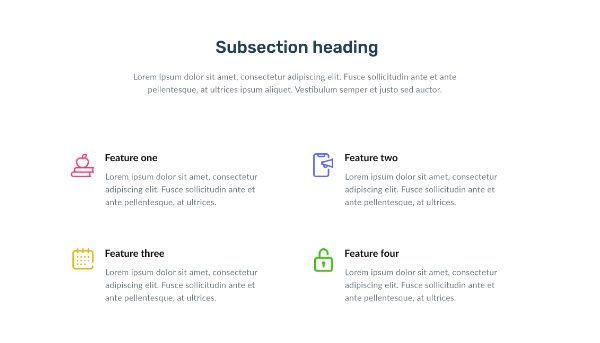 Subsection heading
Lorem ipsum dolor sit amet, consectetur adipiscing elit. Fusce sollicitudin ante et ante
pellentesque, at ultrices ipsum aliquet. Vestibulum semper et justo sed auctor.
Feature one
Lorem ipsum dolor sit amet, consectetur
adipiscing elit. Fusce sollicitudin ante et
ante pellentesque, at ultrices.
Feature two
Lorem ipsum dolor sit amet, consectetur
adipiscing elit. Fusce sollicitudin ante et
ante pellentesque, at ultrices.
Feature three
Lorem ipsum dolor sit amet, consectetur
adipiscing elit. Fusce sollicitudin ante et
ante pellentesque, at ultrices.
Feature four
Lorem ipsum dolor sit amet, consectetur
adipiscing elit. Fusce sollicitudin ante et
ante pellentesque, at ultrices.